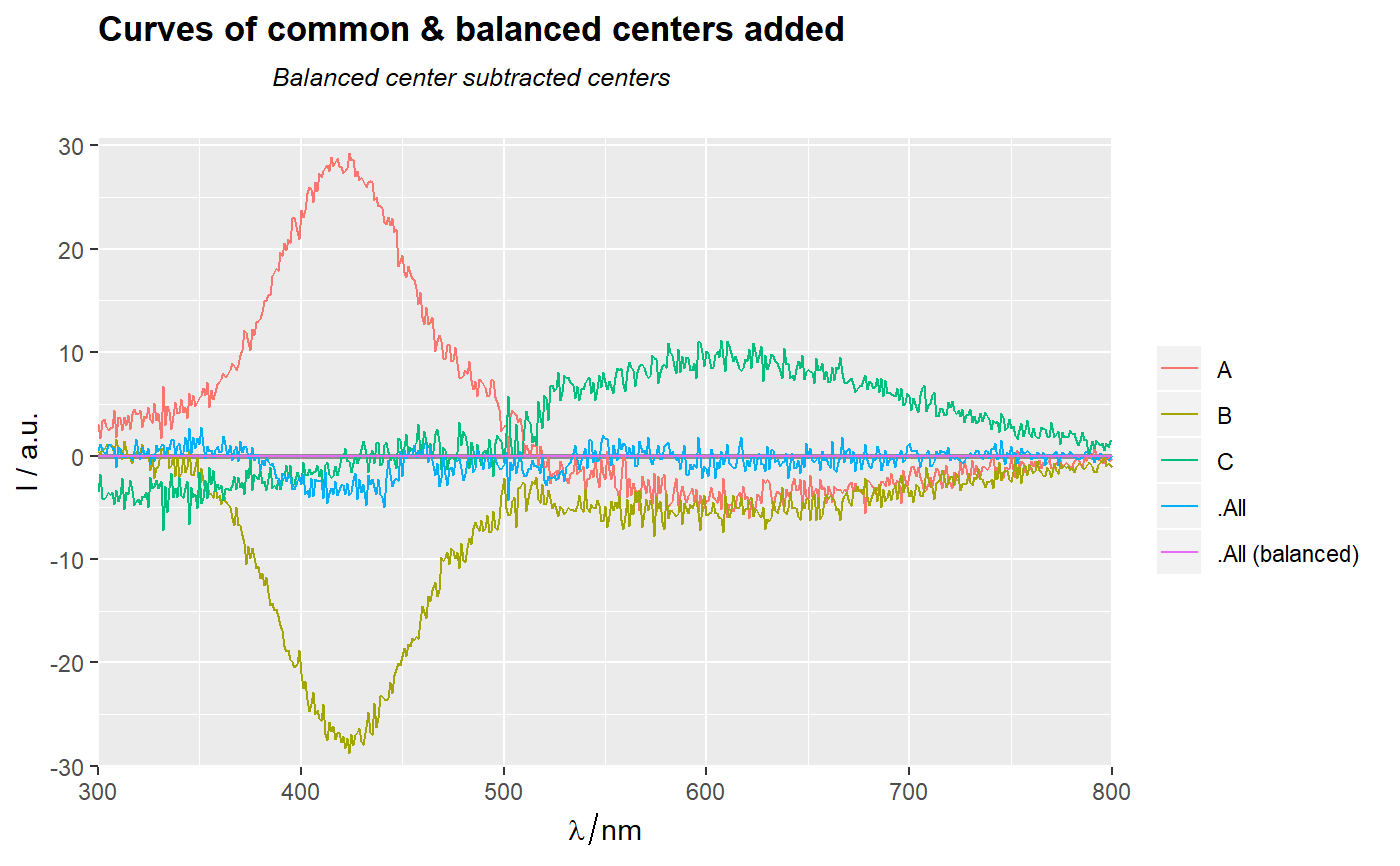 Curves of common & balanced centers added
Balanced center subtracted centers
I / a.u.
30
20
10
0
-10
-20
-30
300 400 500 600 700 800
λ/nm
A
B
C
.All
.All (balanced)